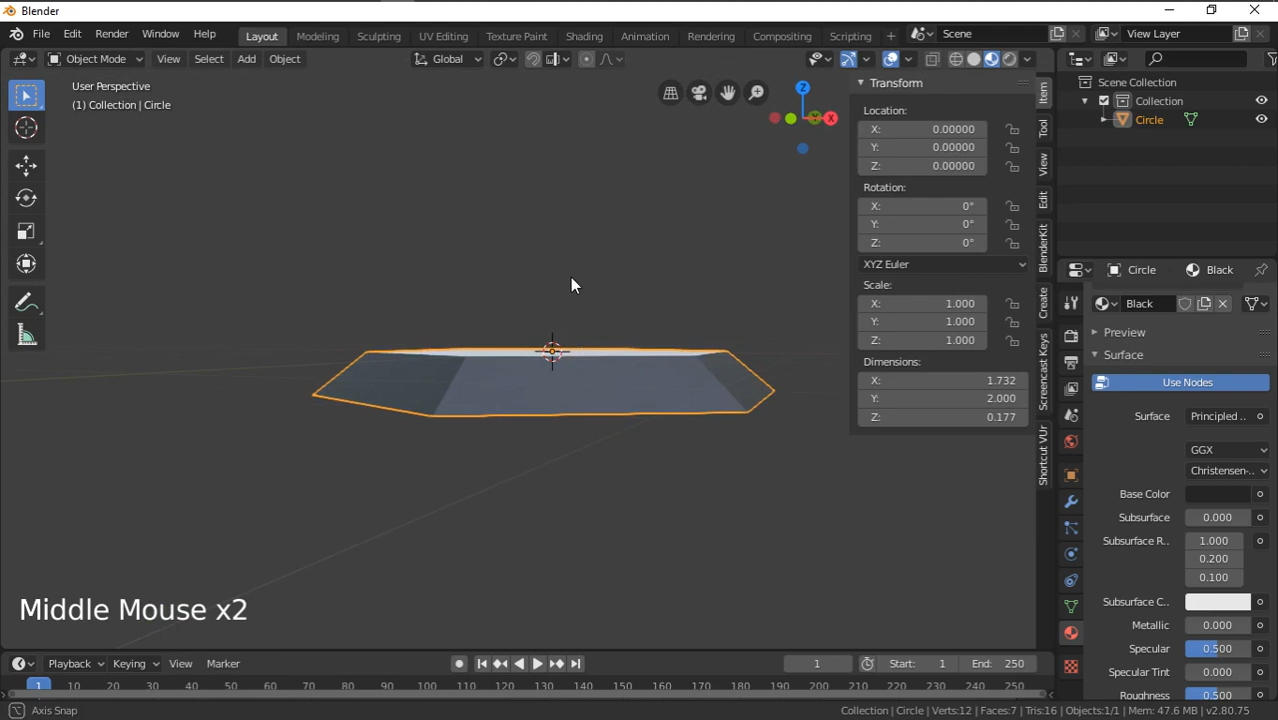 Blender
File Edit Render Window Help
Layout Modeling Sculpting UV Editing Texture Paint Shading Animation Rendering Compositing Scripting + Scene View Layer
Object Mode View Select Add Object Global
User Perspective
(1) Collection | Circle
Z
Y
X
Transform
Location:
X: 0.00000
Y: 0.00000
Z: 0.00000
Rotation:
X: 0°
Y: 0°
Z: 0°
XYZ Euler
Scale:
X: 1.000
Y: 1.000
Z: 1.000
Dimensions:
X: 1.732
Y: 2.000
Z: 0.177
Item
Tool
View
Edit
BlenderKit
Create
Screencast Keys
Shortcut VUr
Scene Collection
Collection
Circle
Circle Black
Black
Preview
Surface
Use Nodes
Surface Principled ..
GGX
Christensen-..
Base Color
Subsurface 0.000
Subsurface R.. 1.000
0.200
0.100
Subsurface C..
Metallic 0.000
Specular 0.500
Specular Tint 0.000
Roughness 0.500
Middle Mouse x2
Playback Keying View Marker 1 Start: 1 End: 250
1 10 20 30 40 50 60 70 80 90 100 110 120 130 140 150 160 170 180 190 200 210 220 230 240 250
Axis Snap Collection | Circle | Verts:12 | Faces:7 | Tris:16 | Objects:1/1 | Mem: 47.6 MB | v2.80.75